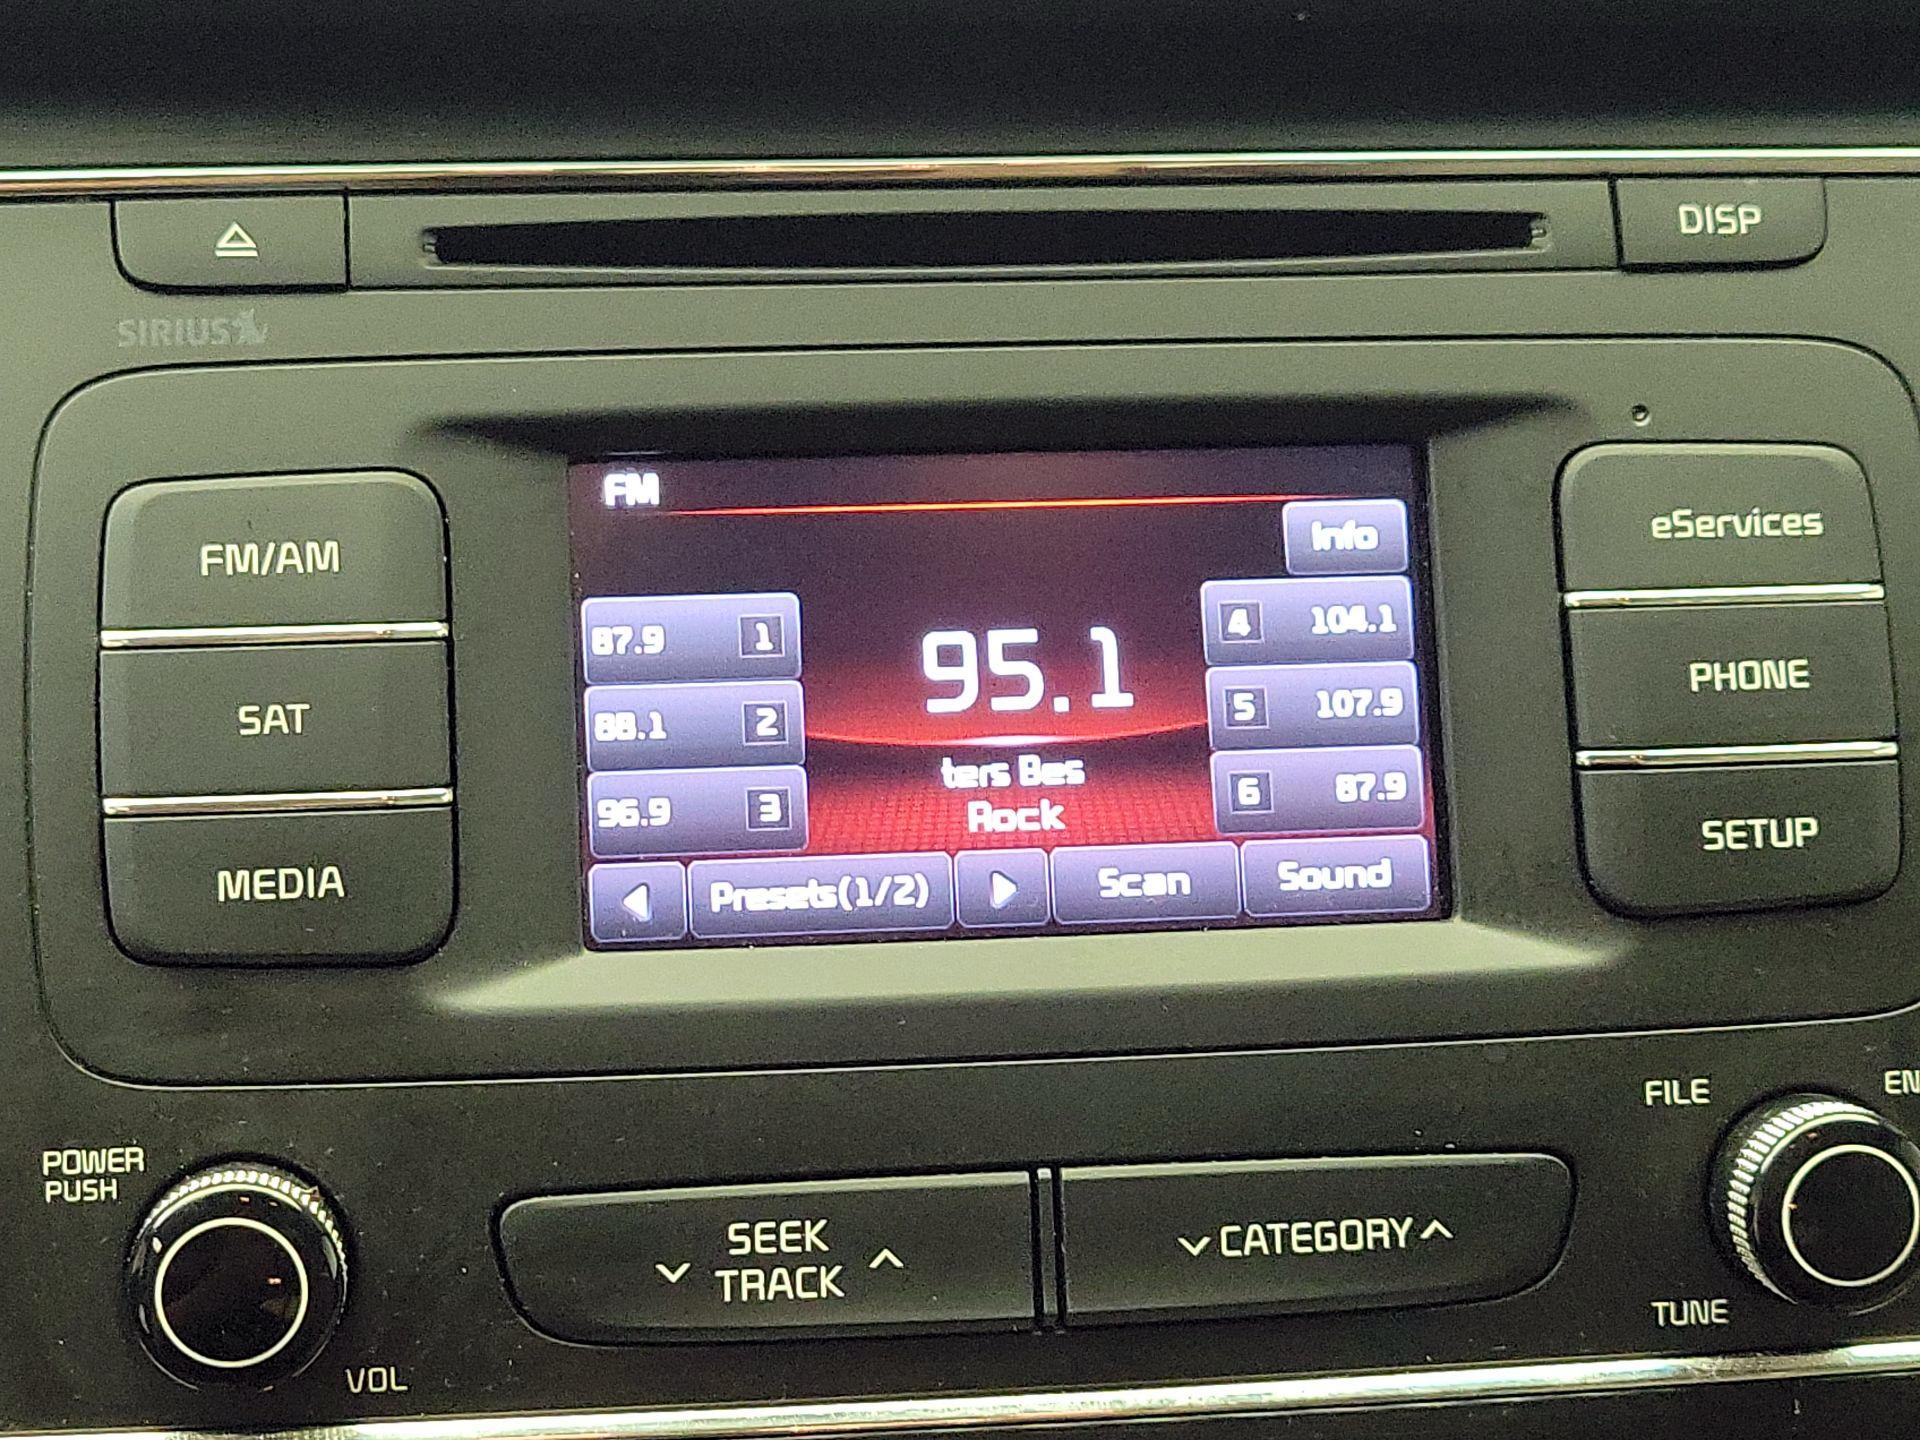 DISP
SIRIUS
FM
Info
FM/AM
eServices
87.9 1
95.1
4 104.1
88.1 2
5 107.9
SAT
PHONE
ters Bes
96.9 3
Rock
6 87.9
MEDIA
Presets(1/2)
Scan
Sound
SETUP
FILE
EN
POWER
PUSH
SEEK
TRACK
CATEGORY
TUNE
VOL